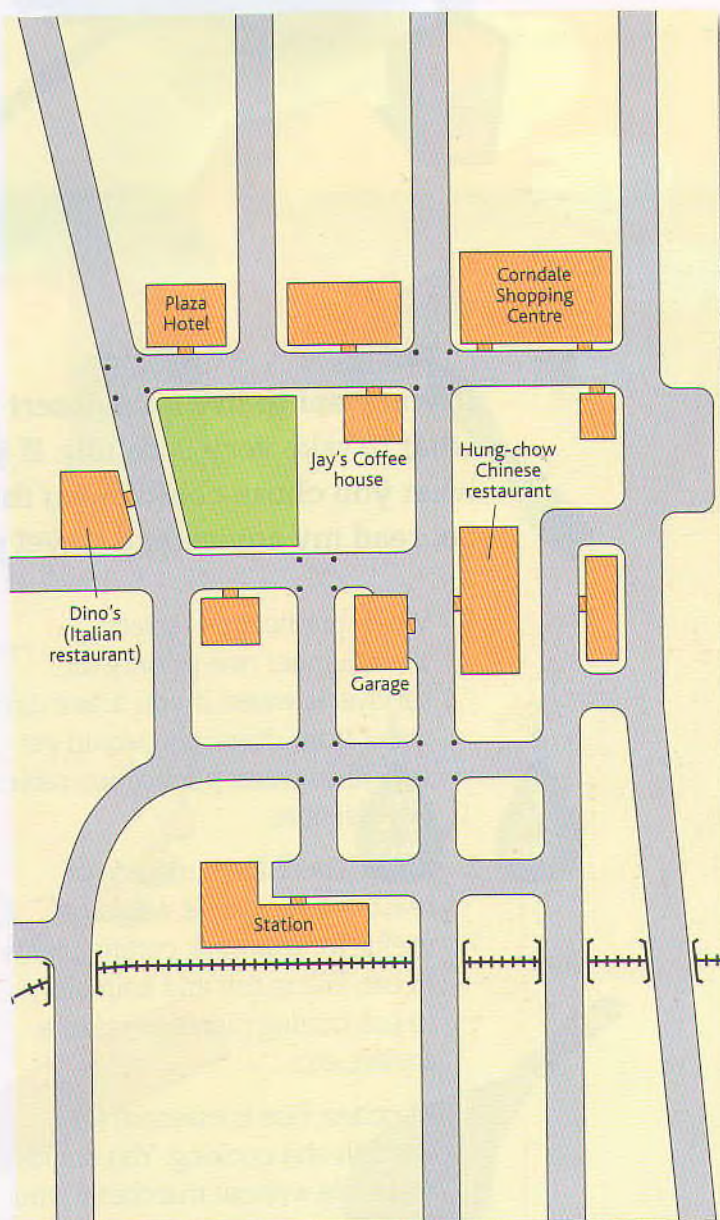 Plaza
Hotel
Corndale
Shopping
Centre
Jay's Coffee
house
Hung-chow
Chinese
restaurant
Dino's
(Italian
restaurant)
Garage
Station